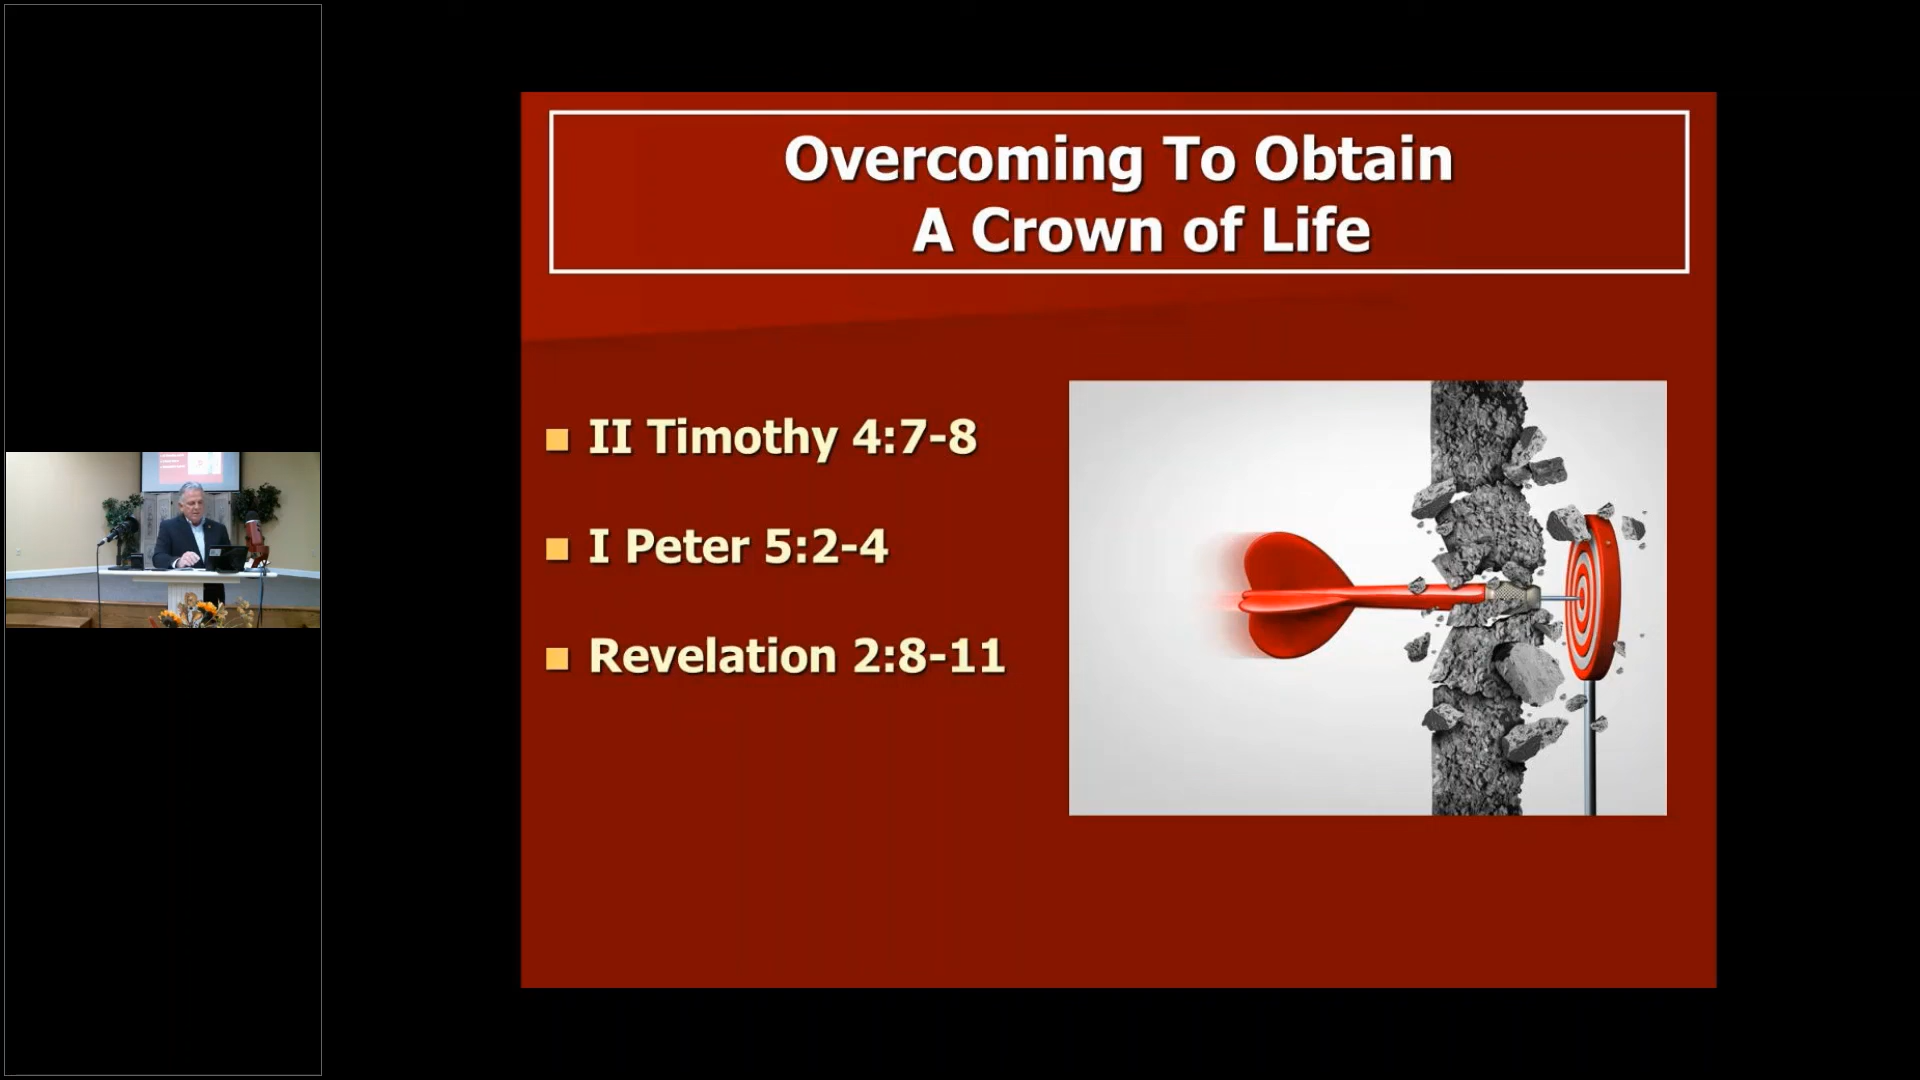 Overcoming To Obtain
A Crown of Life
II Timothy 4:7-8
I Peter 5:2-4
Revelation 2:8-11